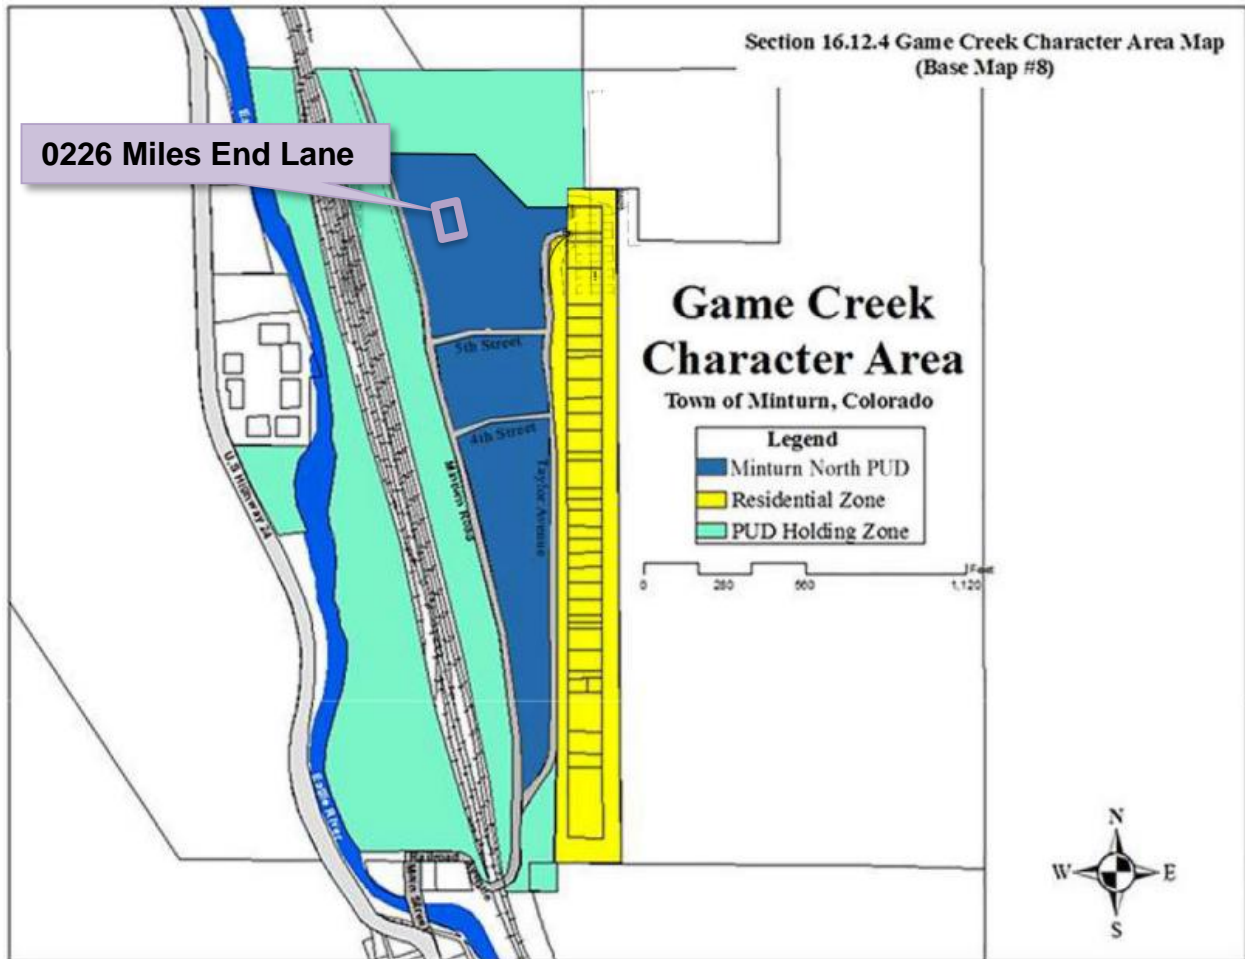 Section 16.12.4 Game Creek Character Area Map
(Base Map #8)
0226 Miles End Lane
Game Creek
Character Area
Town of Minturn, Colorado
Legend
Minturn North PUD
Residential Zone
PUD Holding Zone
Feet
0 280 560 1,120
5th Street
4th Street
Minturn Road
Taylor Avenue
U.S Highway 24
Eagle River
Railroad Avenue
Main Street
N
W E
S